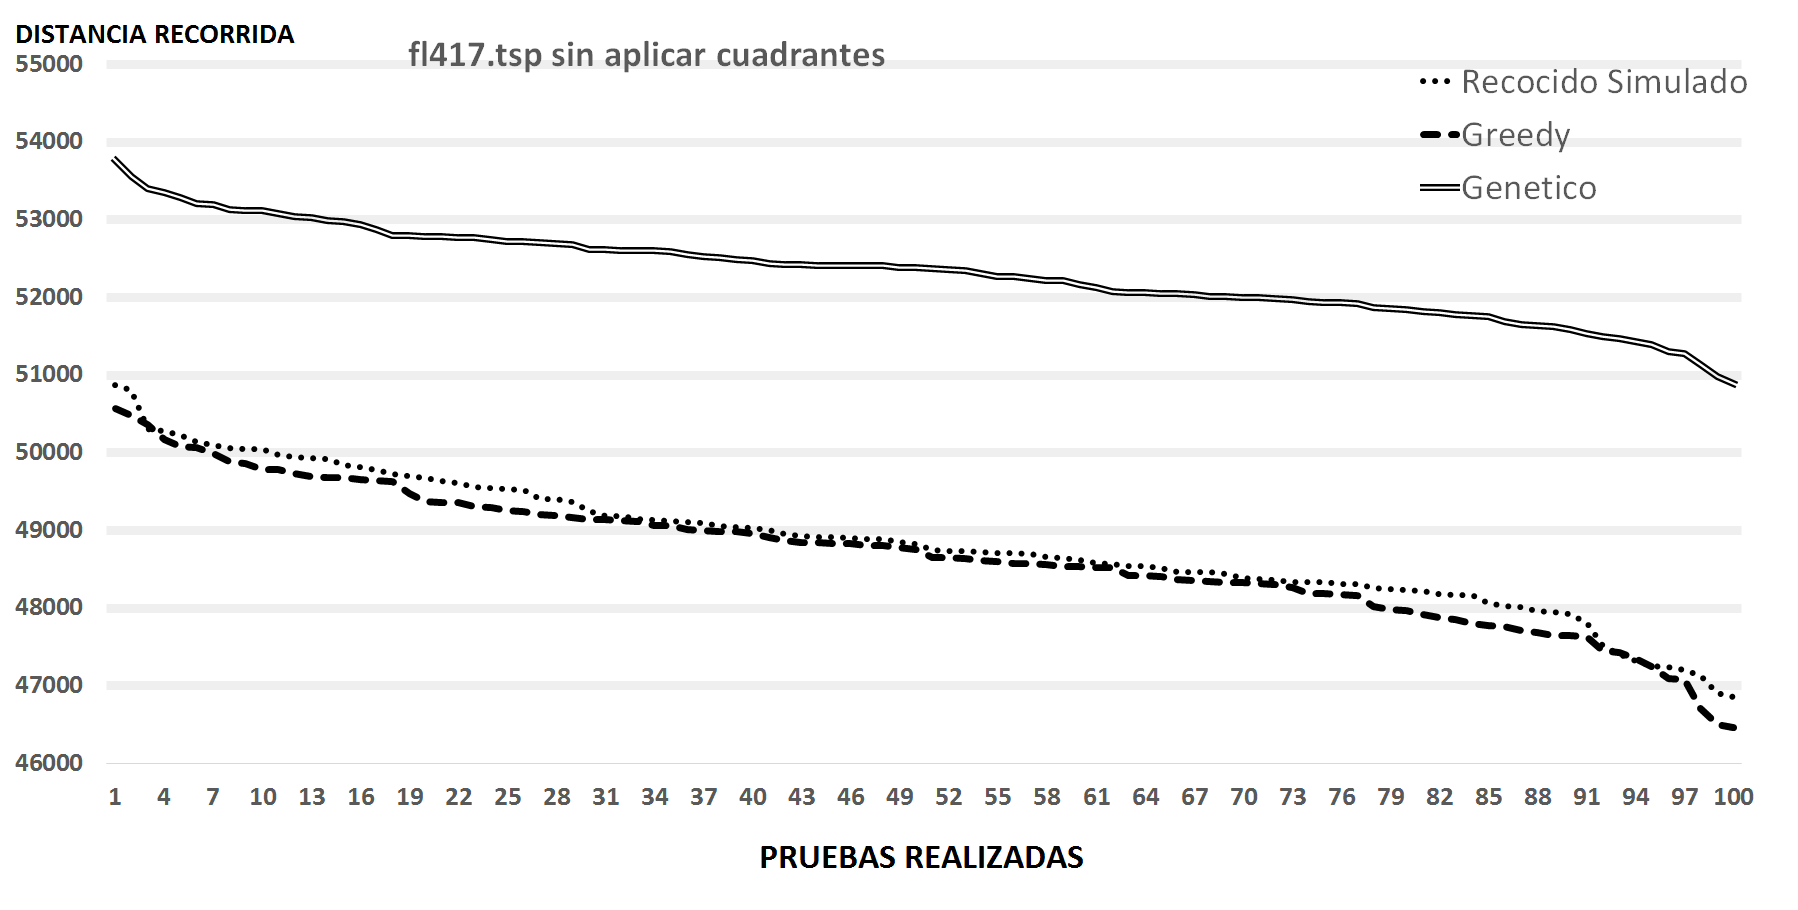 DISTANCIA RECORRIDA
fl417.tsp sin aplicar cuadrantes
55000
54000
53000
52000
51000
50000
49000
48000
47000
46000
Recocido Simulado
Greedy
Genetico
1 4 7 10 13 16 19 22 25 28 31 34 37 40 43 46 49 52 55 58 61 64 67 70 73 76 79 82 85 88 91 94 97 100
PRUEBAS REALIZADAS